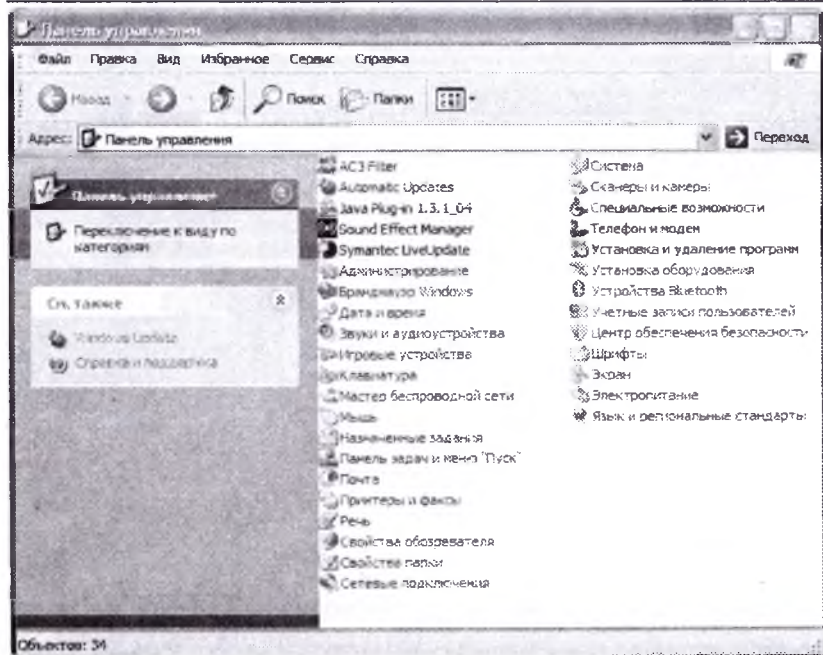 Панель управления
Файл Правка Вид Избранное Сервис Справка
Назад Поиск Папки
Адрес: Панель управления Переход
Панель управления
Переключение к виду по
категориям
См. также
Windows Update
Справка и поддержка
AC3 Filter
Automatic Updates
Java Plug-in 1.3.1_04
Sound Effect Manager
Symantec LiveUpdate
Администрирование
Брандмауэр Windows
Дата и время
Звуки и аудиоустройства
Игровые устройства
Клавиатура
Мастер беспроводной сети
Мышь
Назначенные задания
Панель задач и меню "Пуск"
Почта
Принтеры и факсы
Речь
Свойства обозревателя
Свойства папки
Сетевые подключения
Система
Сканеры и камеры
Специальные возможности
Телефон и модем
Установка и удаление программ
Установка оборудования
Устройства Bluetooth
Учетные записи пользователей
Центр обеспечения безопасности
Шрифты
Экран
Электропитание
Язык и региональные стандарты
Объектов: 34